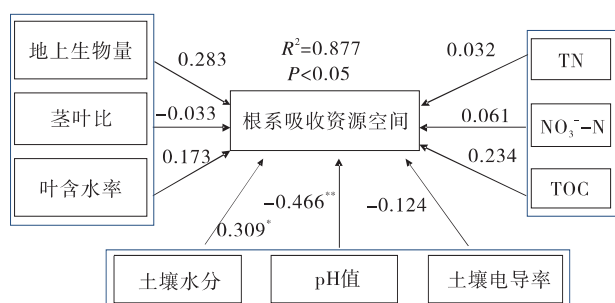 地上生物量
茎叶比
叶含水率
0.283
−0.033
0.173
R²=0.877
P<0.05
根系吸收资源空间
0.032
0.061
0.234
TN
NO₃⁻−N
TOC
0.309*
−0.466**
−0.124
土壤水分
pH值
土壤电导率